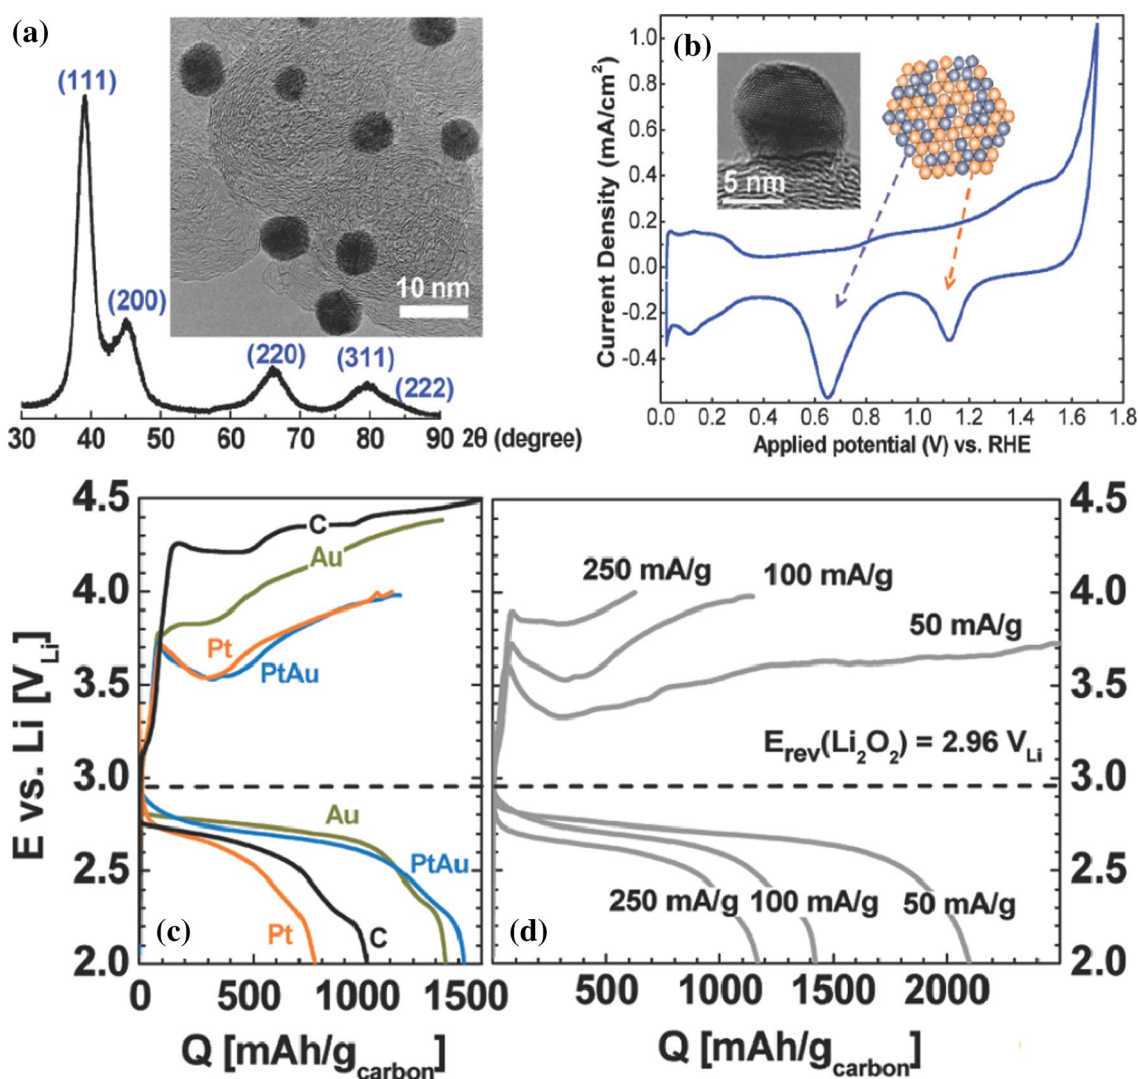 (a)
(111)
(200)
10 nm
(220)
(311)
(222)
30 40 50 60 70 80 90 2θ (degree)
(b)
Current Density (mA/cm²)
1.0
0.8
0.6
0.4
0.2
0.0
-0.2
-0.4
5 nm
0.0 0.2 0.4 0.6 0.8 1.0 1.2 1.4 1.6 1.8
Applied potential (V) vs. RHE
E vs. Li [V_Li]
4.5
4.0
3.5
3.0
2.5
2.0
C
Au
Pt
PtAu
Au
PtAu
Pt
(c)
C
0 500 1000 1500
Q [mAh/g_carbon]
250 mA/g
100 mA/g
50 mA/g
E_rev(Li₂O₂) = 2.96 V_Li
250 mA/g
100 mA/g
50 mA/g
(d)
4.5
4.0
3.5
3.0
2.5
2.0
500 1000 1500 2000
Q [mAh/g_carbon]